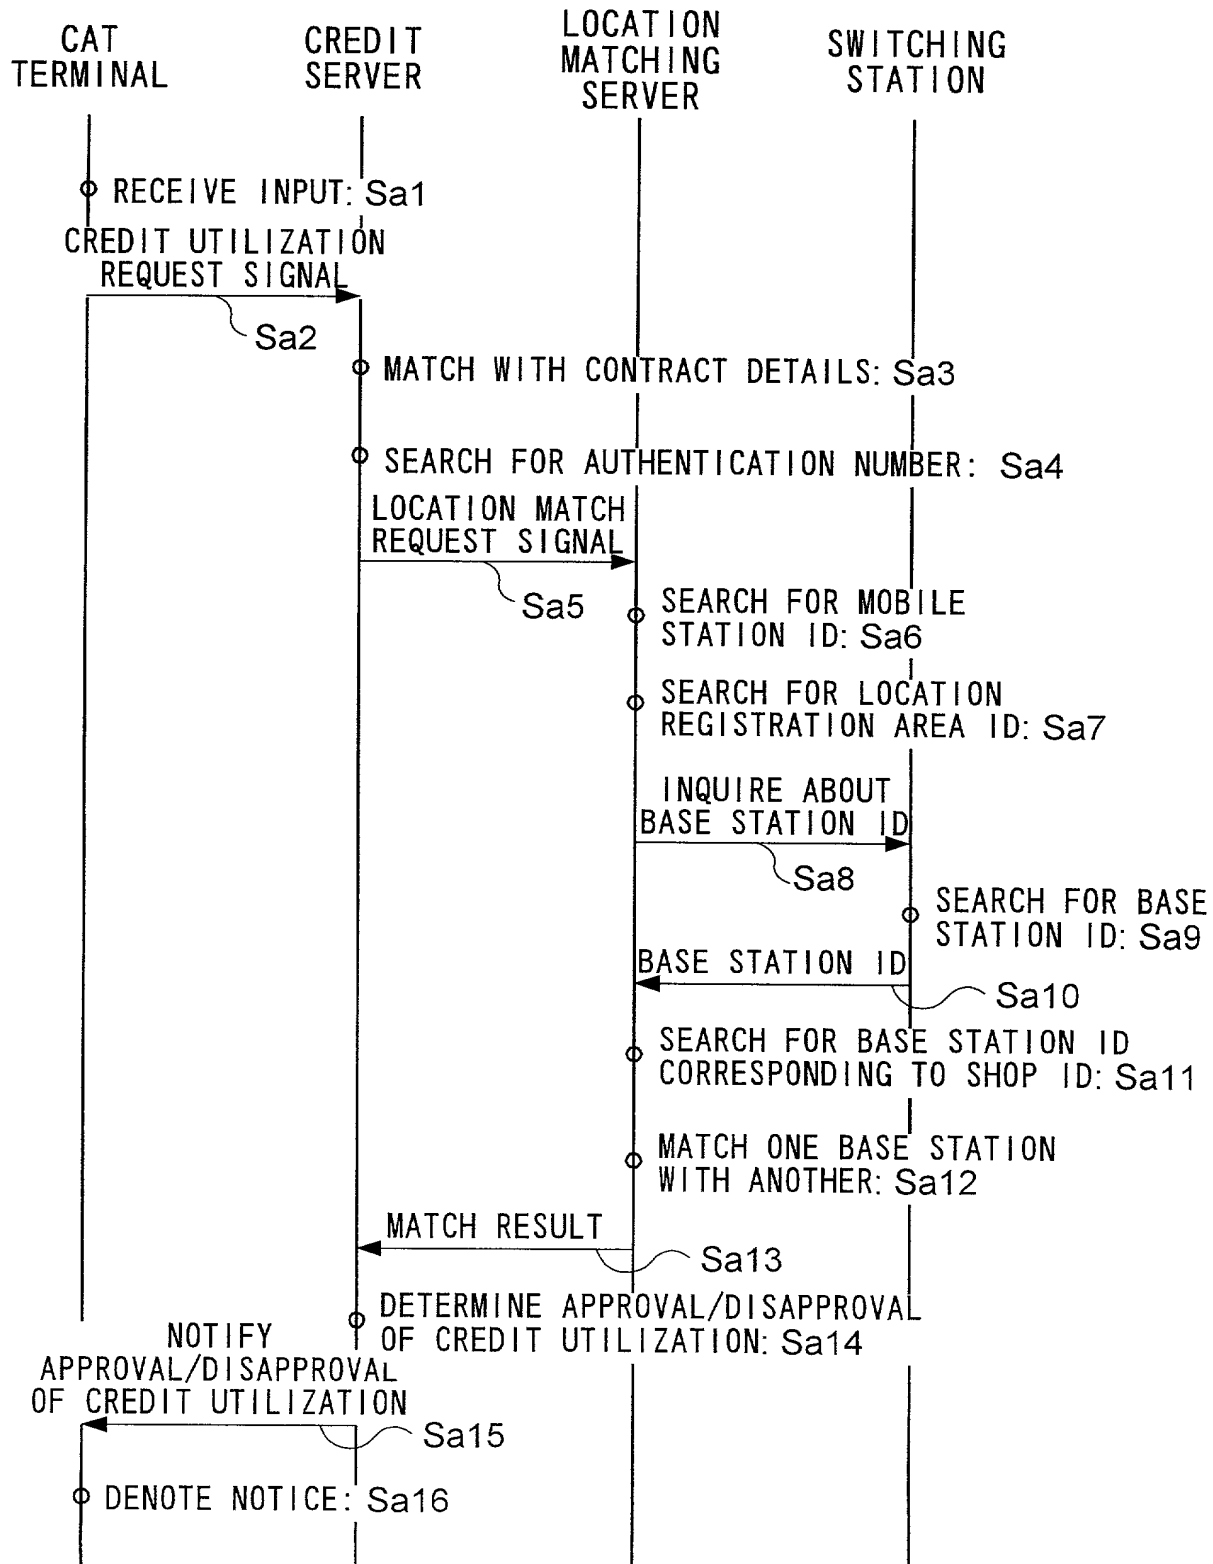 CAT
TERMINAL
CREDIT
SERVER
LOCATION
MATCHING
SERVER
SWITCHING
STATION
RECEIVE INPUT: Sa1
CREDIT UTILIZATION
REQUEST SIGNAL
Sa2
MATCH WITH CONTRACT DETAILS: Sa3
SEARCH FOR AUTHENTICATION NUMBER: Sa4
LOCATION MATCH
REQUEST SIGNAL
Sa5
SEARCH FOR MOBILE
STATION ID: Sa6
SEARCH FOR LOCATION
REGISTRATION AREA ID: Sa7
INQUIRE ABOUT
BASE STATION ID
Sa8
SEARCH FOR BASE
STATION ID: Sa9
BASE STATION ID
Sa10
SEARCH FOR BASE STATION ID
CORRESPONDING TO SHOP ID: Sa11
MATCH ONE BASE STATION
WITH ANOTHER: Sa12
MATCH RESULT
Sa13
DETERMINE APPROVAL/DISAPPROVAL
OF CREDIT UTILIZATION: Sa14
NOTIFY
APPROVAL/DISAPPROVAL
OF CREDIT UTILIZATION
Sa15
DENOTE NOTICE: Sa16